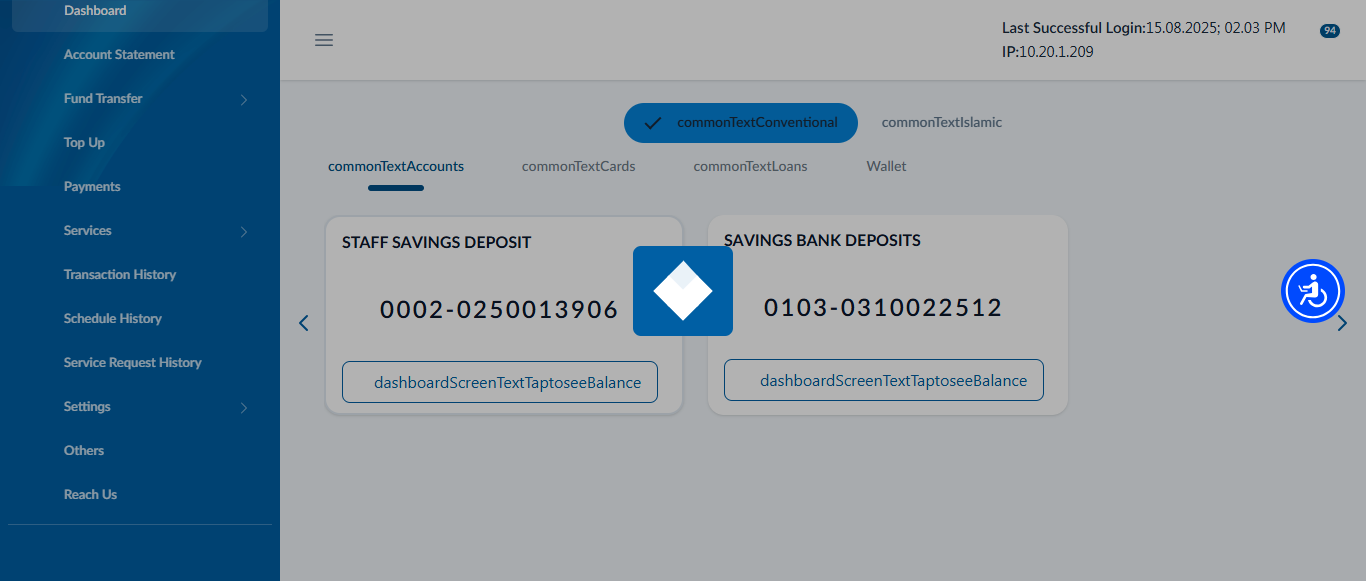 Dashboard
Account Statement
Fund Transfer
Top Up
Payments
Services
Transaction History
Schedule History
Service Request History
Settings
Others
Reach Us
Last Successful Login:15.08.2025; 02.03 PM
IP:10.20.1.209
94
commonTextConventional
commonTextIslamic
commonTextAccounts
commonTextCards
commonTextLoans
Wallet
STAFF SAVINGS DEPOSIT
0002-0250013906
dashboardScreenTextTaptoseeBalance
SAVINGS BANK DEPOSITS
0103-0310022512
dashboardScreenTextTaptoseeBalance